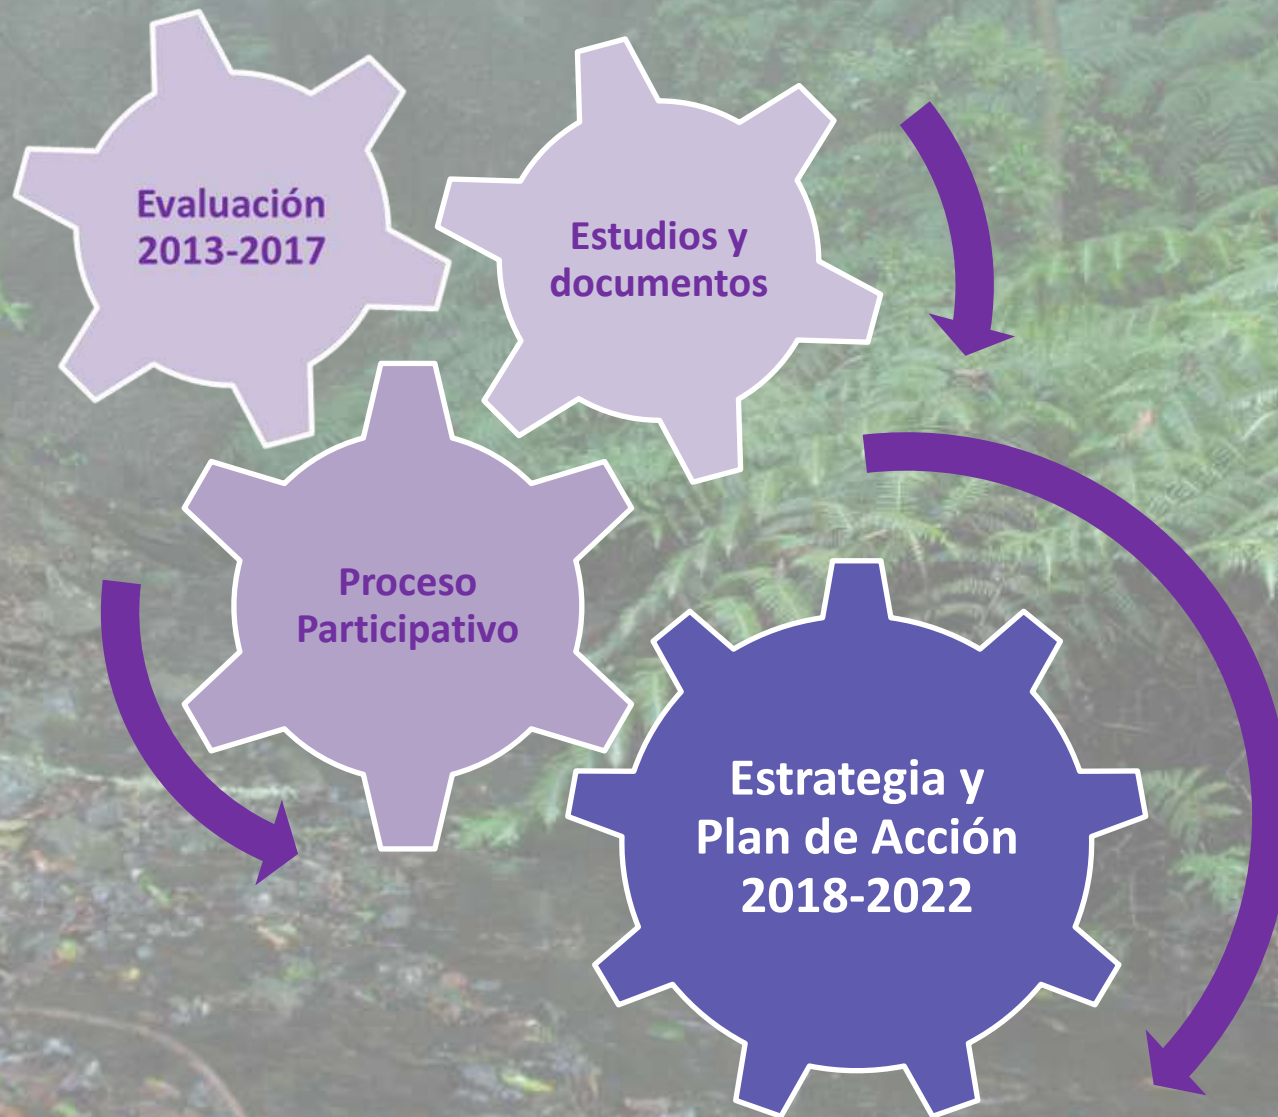 Evaluación
2013-2017
Estudios y
documentos
Proceso
Participativo
Estrategia y
Plan de Acción
2018-2022